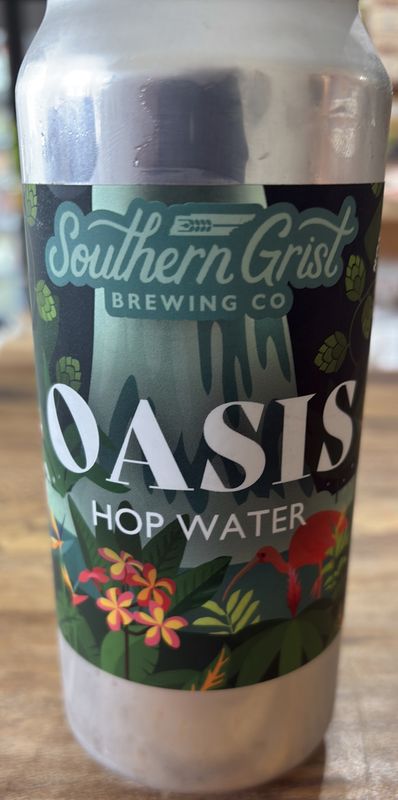 Southern Grist
BREWING CO
OASIS
HOP WATER